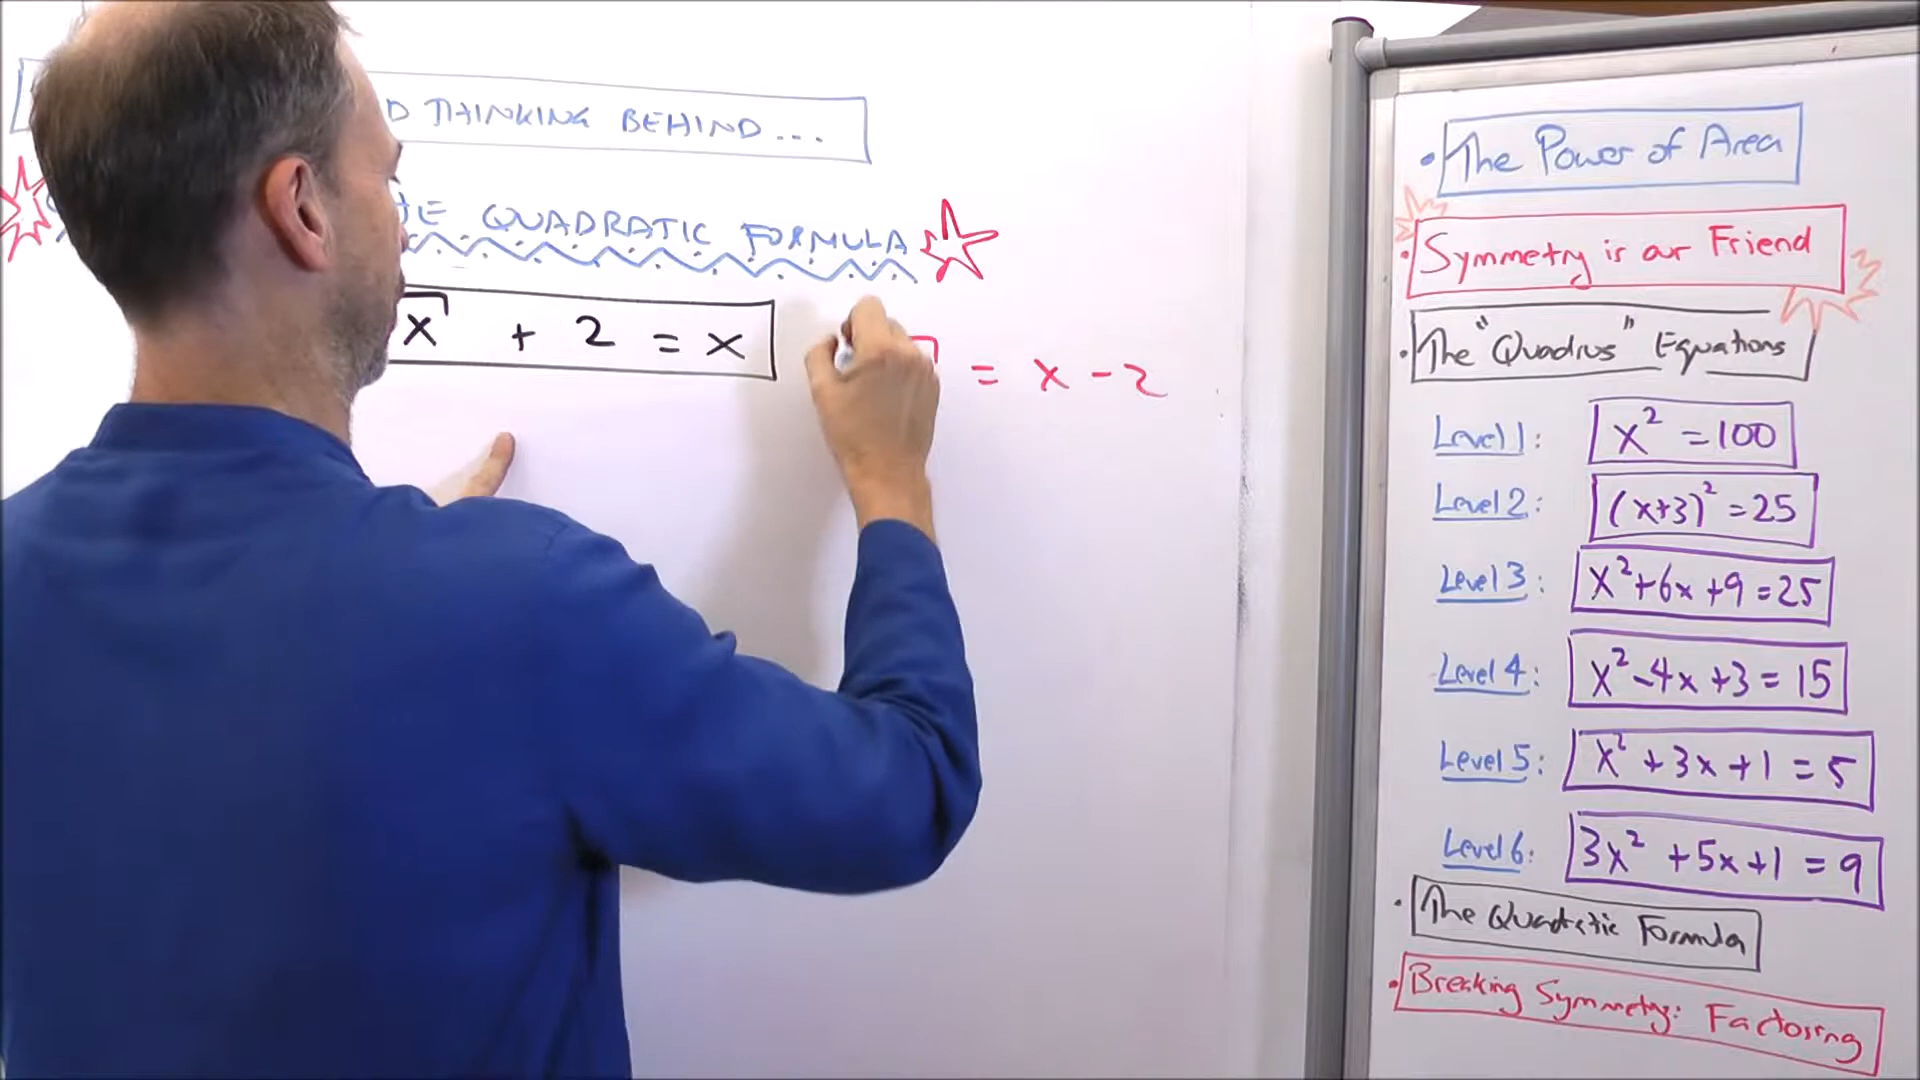 THINKING BEHIND...
QUADRATIC FORMULA
√x + 2 = x
= x - 2
• The Power of Area
• Symmetry is our Friend
• The "Quadrus" Equations
Level 1: x² = 100
Level 2: (x+3)² = 25
Level 3: x² + 6x + 9 = 25
Level 4: x² - 4x + 3 = 15
Level 5: x² + 3x + 1 = 5
Level 6: 3x² + 5x + 1 = 9
• The Quadratic Formula
• Breaking Symmetry: Factoring